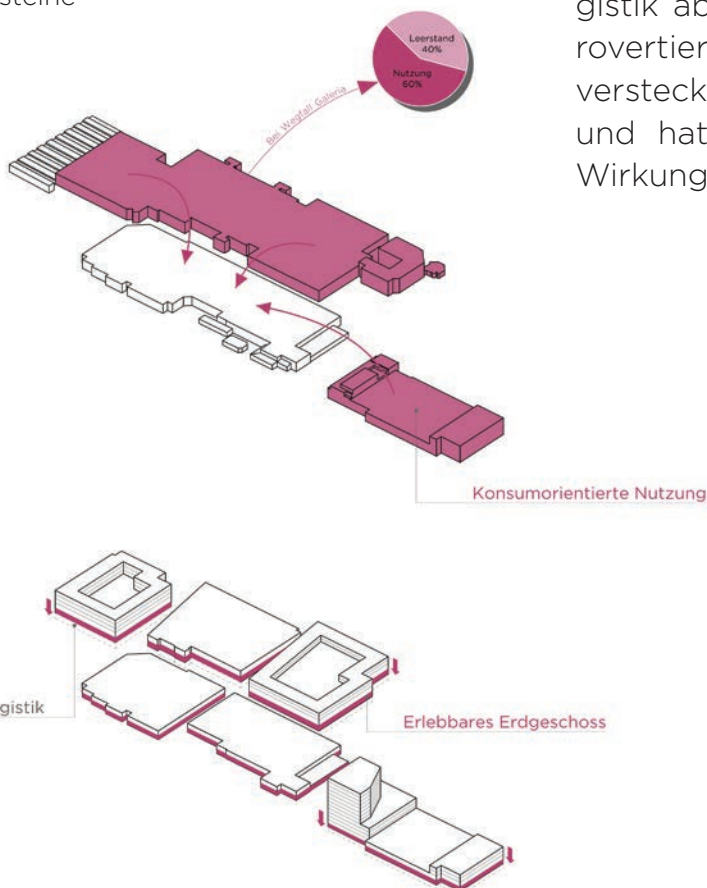 steine
gistik ab
rovertier
versteck
und hat
Wirkung
Leerstand
40%
Nutzung
60%
Bei Wegfall Galeria
Konsumorientierte Nutzung
gistik
Erlebbares Erdgeschoss